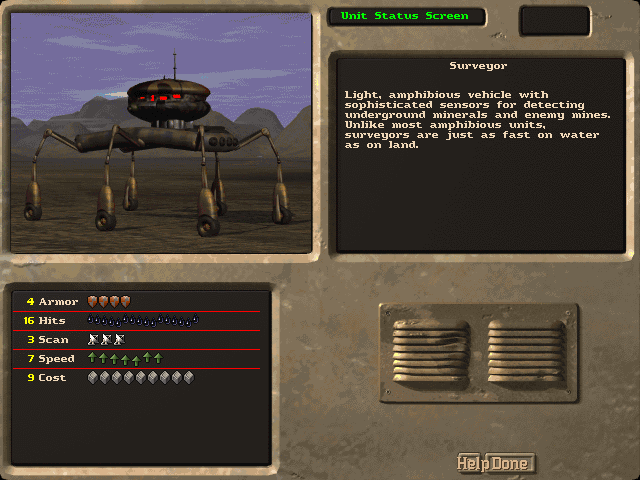 Unit Status Screen
Surveyor
Light, amphibious vehicle with
sophisticated sensors for detecting
underground minerals and enemy mines.
Unlike most amphibious units,
surveyors are just as fast on water
as on land.
4 Armor
16 Hits
3 Scan
7 Speed
9 Cost
Help Done